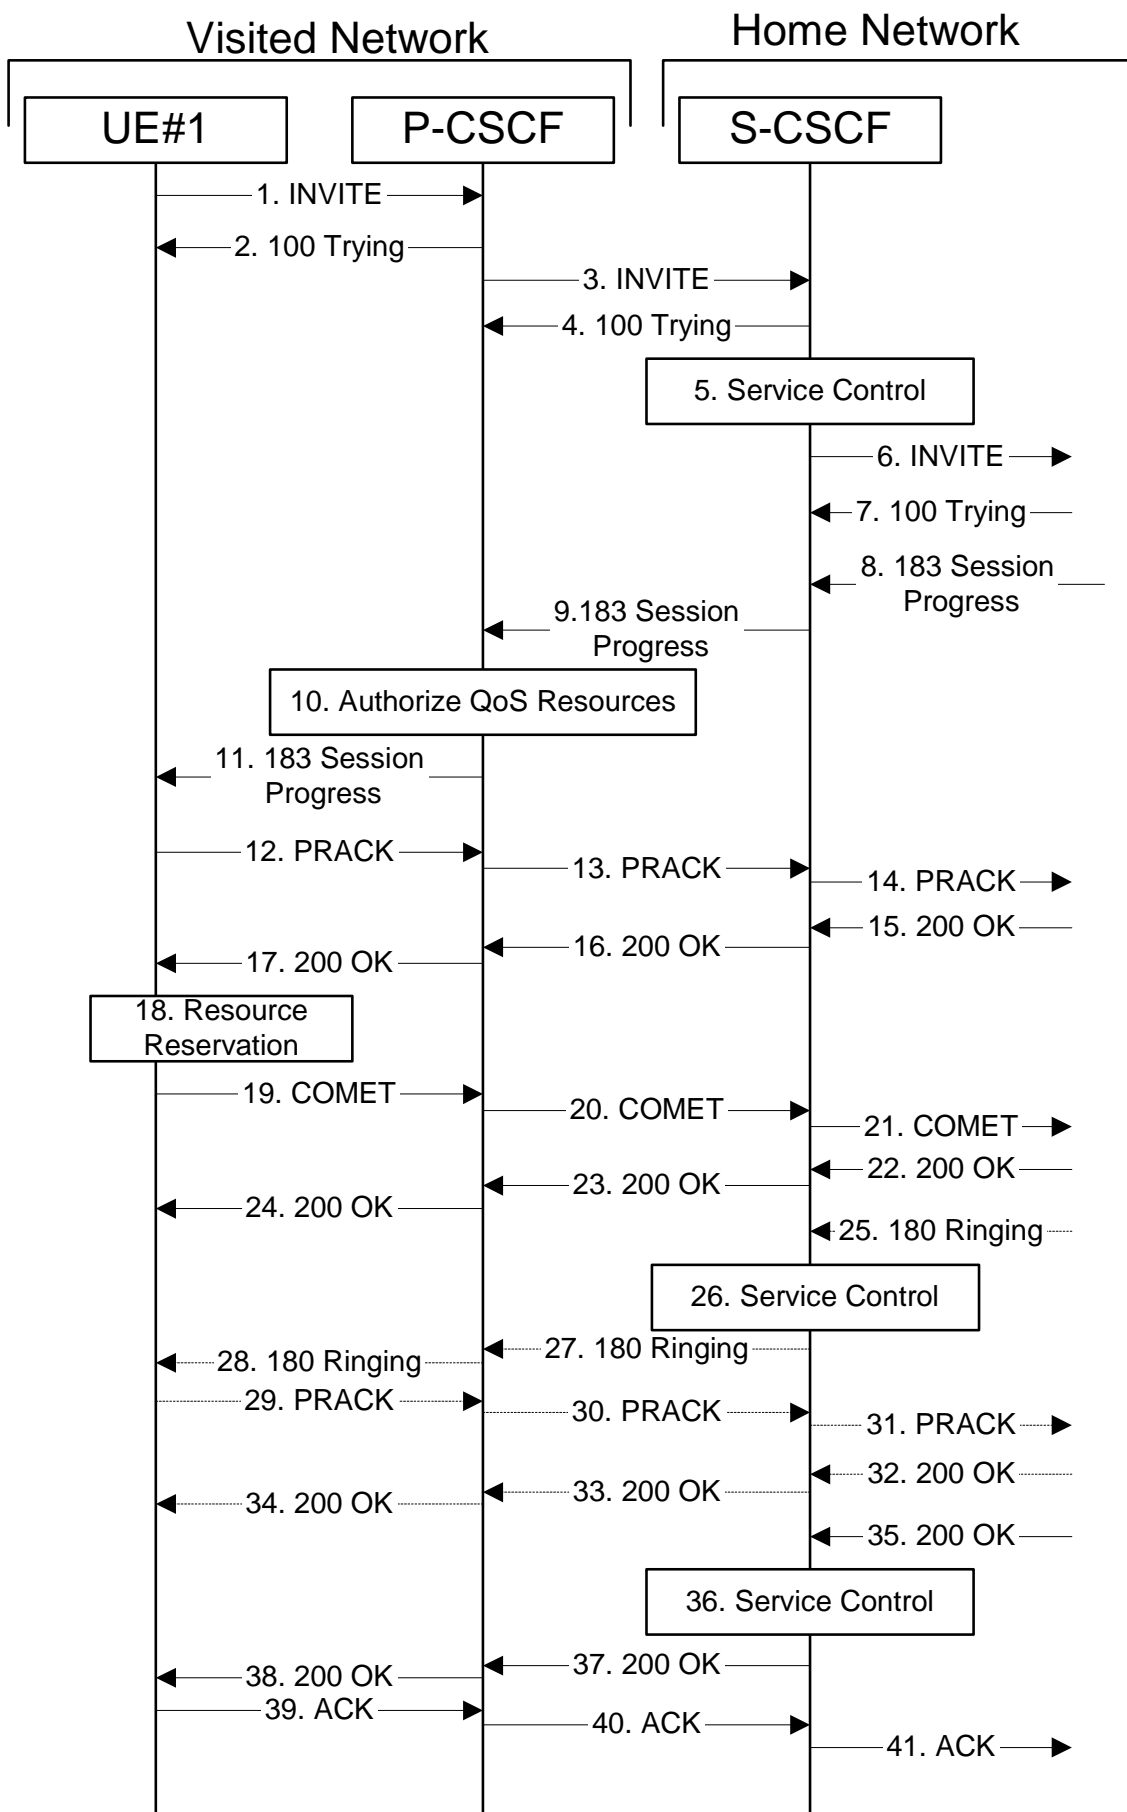 Visited Network
Home Network
UE#1
P-CSCF
S-CSCF
1. INVITE
2. 100 Trying
3. INVITE
4. 100 Trying
5. Service Control
6. INVITE
7. 100 Trying
8. 183 Session
Progress
9.183 Session
Progress
10. Authorize QoS Resources
11. 183 Session
Progress
12. PRACK
13. PRACK
14. PRACK
15. 200 OK
16. 200 OK
17. 200 OK
18. Resource
Reservation
19. COMET
20. COMET
21. COMET
22. 200 OK
23. 200 OK
24. 200 OK
25. 180 Ringing
26. Service Control
27. 180 Ringing
28. 180 Ringing
29. PRACK
30. PRACK
31. PRACK
32. 200 OK
33. 200 OK
34. 200 OK
35. 200 OK
36. Service Control
37. 200 OK
38. 200 OK
39. ACK
40. ACK
41. ACK